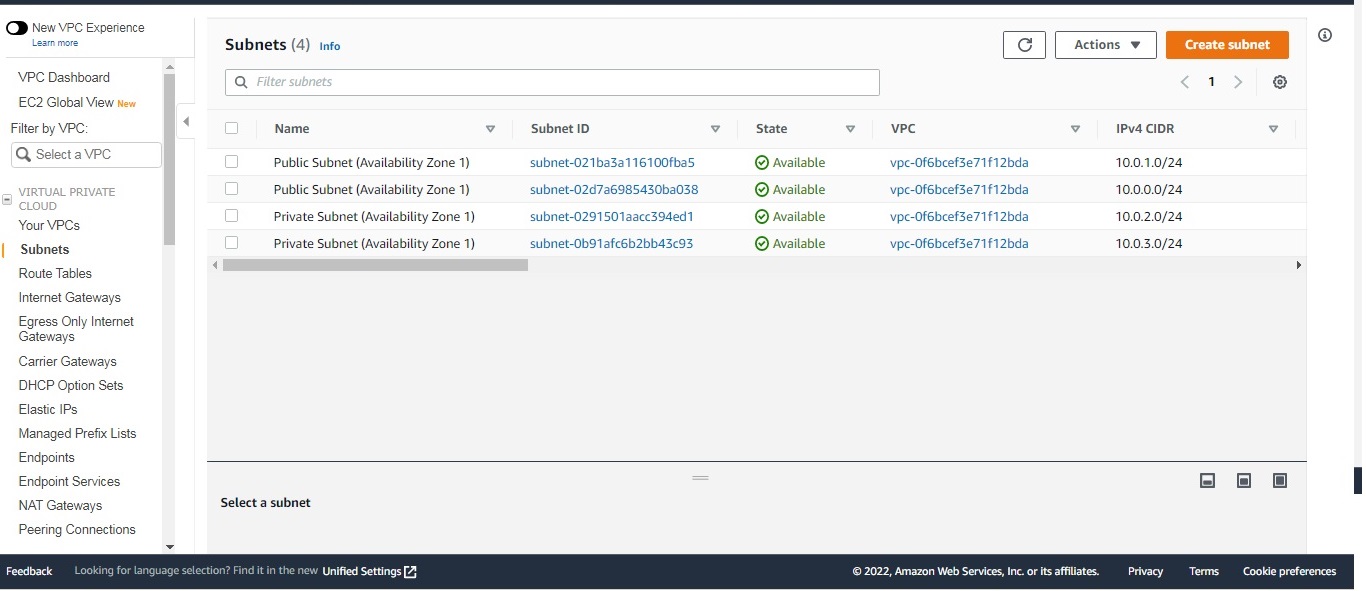 New VPC Experience
Learn more
VPC Dashboard
EC2 Global View New
Filter by VPC:
Select a VPC
VIRTUAL PRIVATE
CLOUD
Your VPCs
Subnets
Route Tables
Internet Gateways
Egress Only Internet
Gateways
Carrier Gateways
DHCP Option Sets
Elastic IPs
Managed Prefix Lists
Endpoints
Endpoint Services
NAT Gateways
Peering Connections
Subnets (4) Info
Actions
Create subnet
Filter subnets
1
Name Subnet ID State VPC IPv4 CIDR
Public Subnet (Availability Zone 1) subnet-021ba3a116100fba5 Available vpc-0f6bcef3e71f12bda 10.0.1.0/24
Public Subnet (Availability Zone 1) subnet-02d7a6985430ba038 Available vpc-0f6bcef3e71f12bda 10.0.0.0/24
Private Subnet (Availability Zone 1) subnet-0291501aacc394ed1 Available vpc-0f6bcef3e71f12bda 10.0.2.0/24
Private Subnet (Availability Zone 1) subnet-0b91afc6b2bb43c93 Available vpc-0f6bcef3e71f12bda 10.0.3.0/24
Select a subnet
Feedback Looking for language selection? Find it in the new Unified Settings © 2022, Amazon Web Services, Inc. or its affiliates. Privacy Terms Cookie preferences